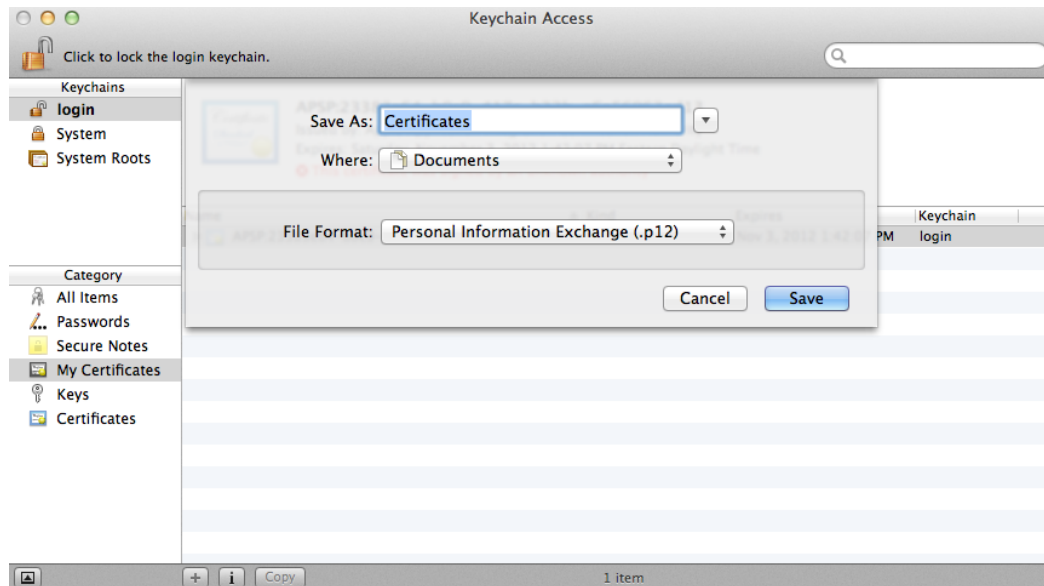 Keychain Access
Click to lock the login keychain.
Keychains
login
System
System Roots
Save As: Certificates
Where: Documents
File Format: Personal Information Exchange (.p12)
Cancel
Save
Keychain
PM login
Category
All Items
Passwords
Secure Notes
My Certificates
Keys
Certificates
+ i Copy
1 item